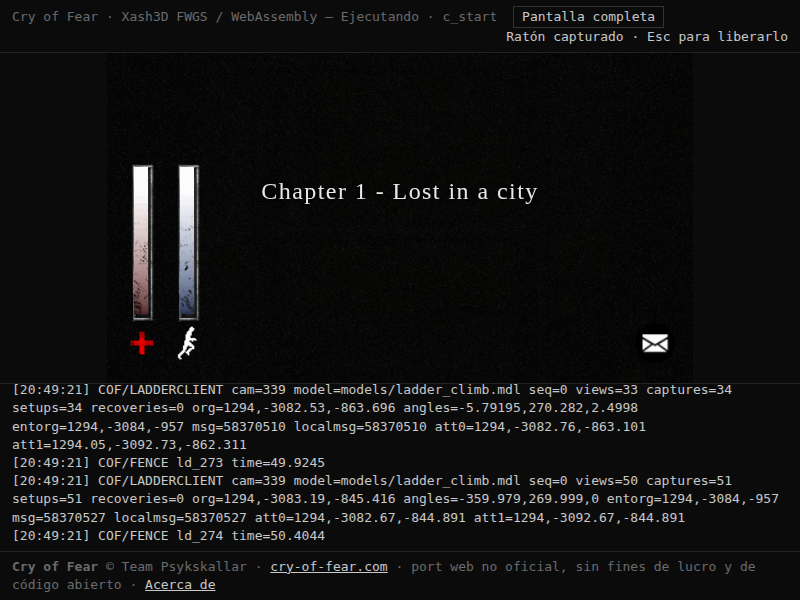 Cry of Fear · Xash3D FWGS / WebAssembly — Ejecutando · c_start Pantalla completa
Ratón capturado · Esc para liberarlo
Chapter 1 - Lost in a city
[20:49:21] COF/LADDERCLIENT cam=339 model=models/ladder_climb.mdl seq=0 views=33 captures=34
setups=34 recoveries=0 org=1294,-3082.53,-863.696 angles=-5.79195,270.282,2.4998
entorg=1294,-3084,-957 msg=58370510 localmsg=58370510 att0=1294,-3082.76,-863.101
att1=1294.05,-3092.73,-862.311
[20:49:21] COF/FENCE ld_273 time=49.9245
[20:49:21] COF/LADDERCLIENT cam=339 model=models/ladder_climb.mdl seq=0 views=50 captures=51
setups=51 recoveries=0 org=1294,-3083.19,-845.416 angles=-359.979,269.999,0 entorg=1294,-3084,-957
msg=58370527 localmsg=58370527 att0=1294,-3082.67,-844.891 att1=1294,-3092.67,-844.891
[20:49:21] COF/FENCE ld_274 time=50.4044
Cry of Fear © Team Psykskallar · cry-of-fear.com · port web no oficial, sin fines de lucro y de
código abierto · Acerca de